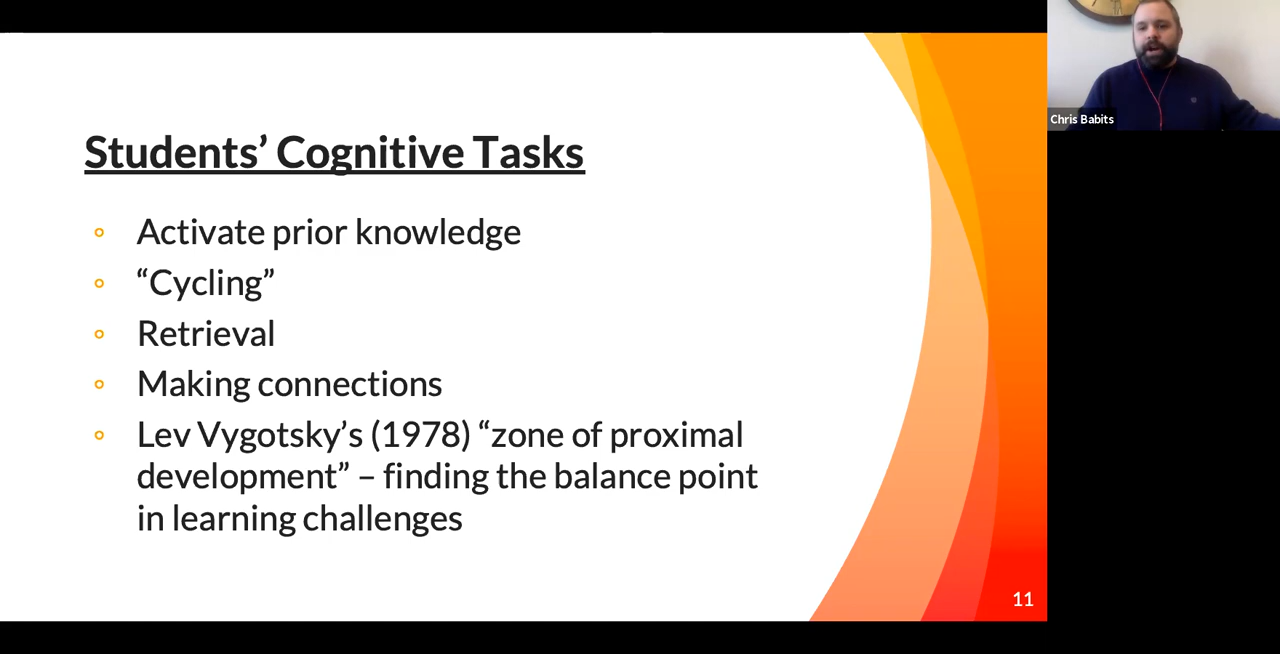 Students’ Cognitive Tasks
Activate prior knowledge
“Cycling”
Retrieval
Making connections
Lev Vygotsky’s (1978) “zone of proximal
development” – finding the balance point
in learning challenges
11
Chris Babits